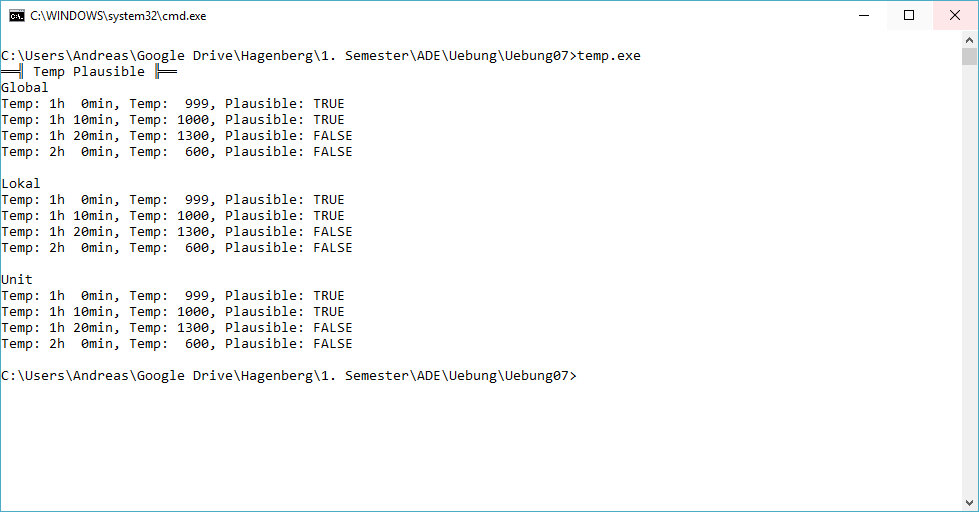 C:\WINDOWS\system32\cmd.exe
C:\Users\Andreas\Google Drive\Hagenberg\1. Semester\ADE\Uebung\Uebung07>temp.exe
══╣ Temp Plausible ╠══
Global
Temp: 1h  0min, Temp:  999, Plausible: TRUE
Temp: 1h 10min, Temp: 1000, Plausible: TRUE
Temp: 1h 20min, Temp: 1300, Plausible: FALSE
Temp: 2h  0min, Temp:  600, Plausible: FALSE

Lokal
Temp: 1h  0min, Temp:  999, Plausible: TRUE
Temp: 1h 10min, Temp: 1000, Plausible: TRUE
Temp: 1h 20min, Temp: 1300, Plausible: FALSE
Temp: 2h  0min, Temp:  600, Plausible: FALSE

Unit
Temp: 1h  0min, Temp:  999, Plausible: TRUE
Temp: 1h 10min, Temp: 1000, Plausible: TRUE
Temp: 1h 20min, Temp: 1300, Plausible: FALSE
Temp: 2h  0min, Temp:  600, Plausible: FALSE

C:\Users\Andreas\Google Drive\Hagenberg\1. Semester\ADE\Uebung\Uebung07>